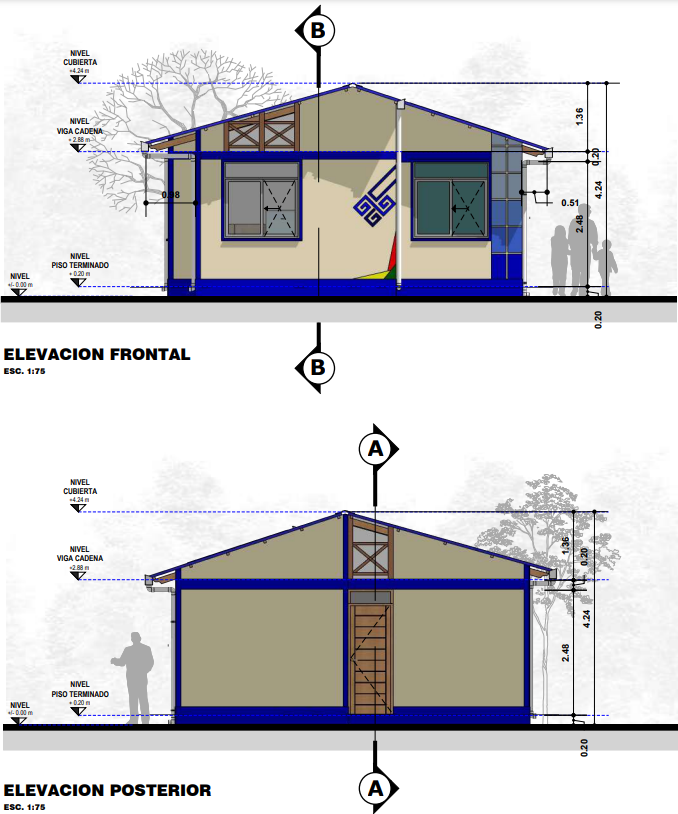 B
NIVEL
CUBIERTA
+4.24 m
NIVEL
VIGA CADENA
+ 2.88 m
1.36
0.20
4.24
0.98
0.51
2.48
NIVEL
PISO TERMINADO
+ 0.20 m
NIVEL
+/- 0.00 m
0.20
ELEVACION FRONTAL
ESC. 1:75
B
A
NIVEL
CUBIERTA
+4.24 m
NIVEL
VIGA CADENA
+2.88 m
1.36
0.20
4.24
2.48
NIVEL
PISO TERMINADO
+ 0.20 m
NIVEL
+/- 0.00 m
0.20
ELEVACION POSTERIOR
ESC. 1:75
A